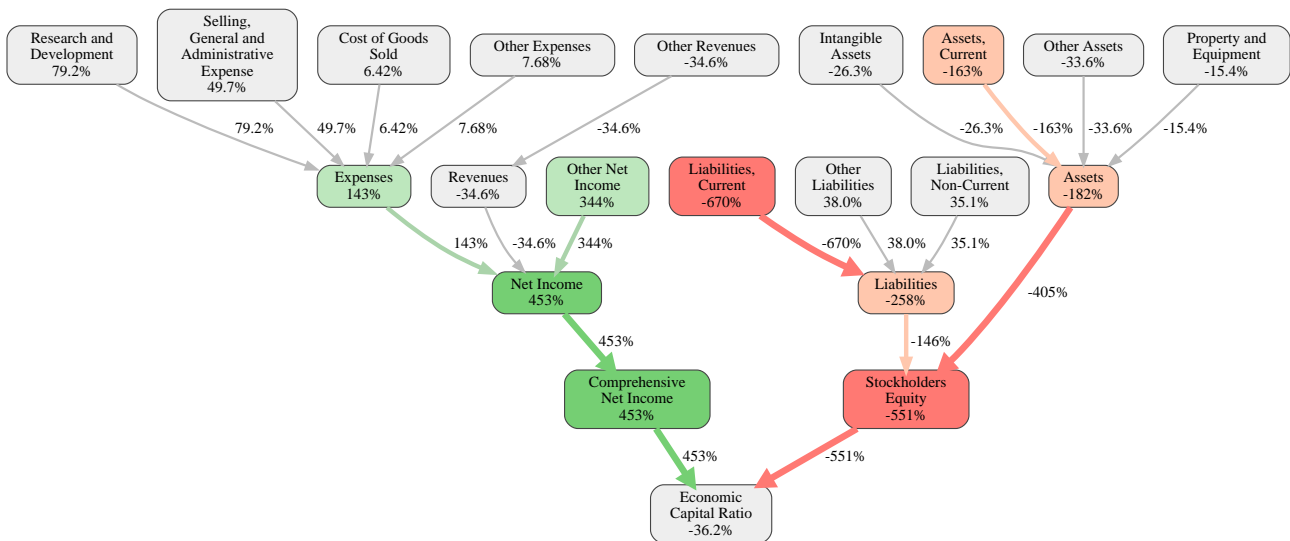 Research and
Development
79.2%
Selling,
General and
Administrative
Expense
49.7%
Cost of Goods
Sold
6.42%
Other Expenses
7.68%
Other Revenues
-34.6%
Intangible
Assets
-26.3%
Assets,
Current
-163%
Other Assets
-33.6%
Property and
Equipment
-15.4%
79.2%
49.7%
6.42%
7.68%
-34.6%
-26.3%
-163%
-33.6%
-15.4%
Expenses
143%
Revenues
-34.6%
Other Net
Income
344%
Liabilities,
Current
-670%
Other
Liabilities
38.0%
Liabilities,
Non-Current
35.1%
Assets
-182%
143%
-34.6%
344%
-670%
38.0%
35.1%
-405%
Net Income
453%
Liabilities
-258%
453%
-146%
Comprehensive
Net Income
453%
Stockholders
Equity
-551%
453%
-551%
Economic
Capital Ratio
-36.2%